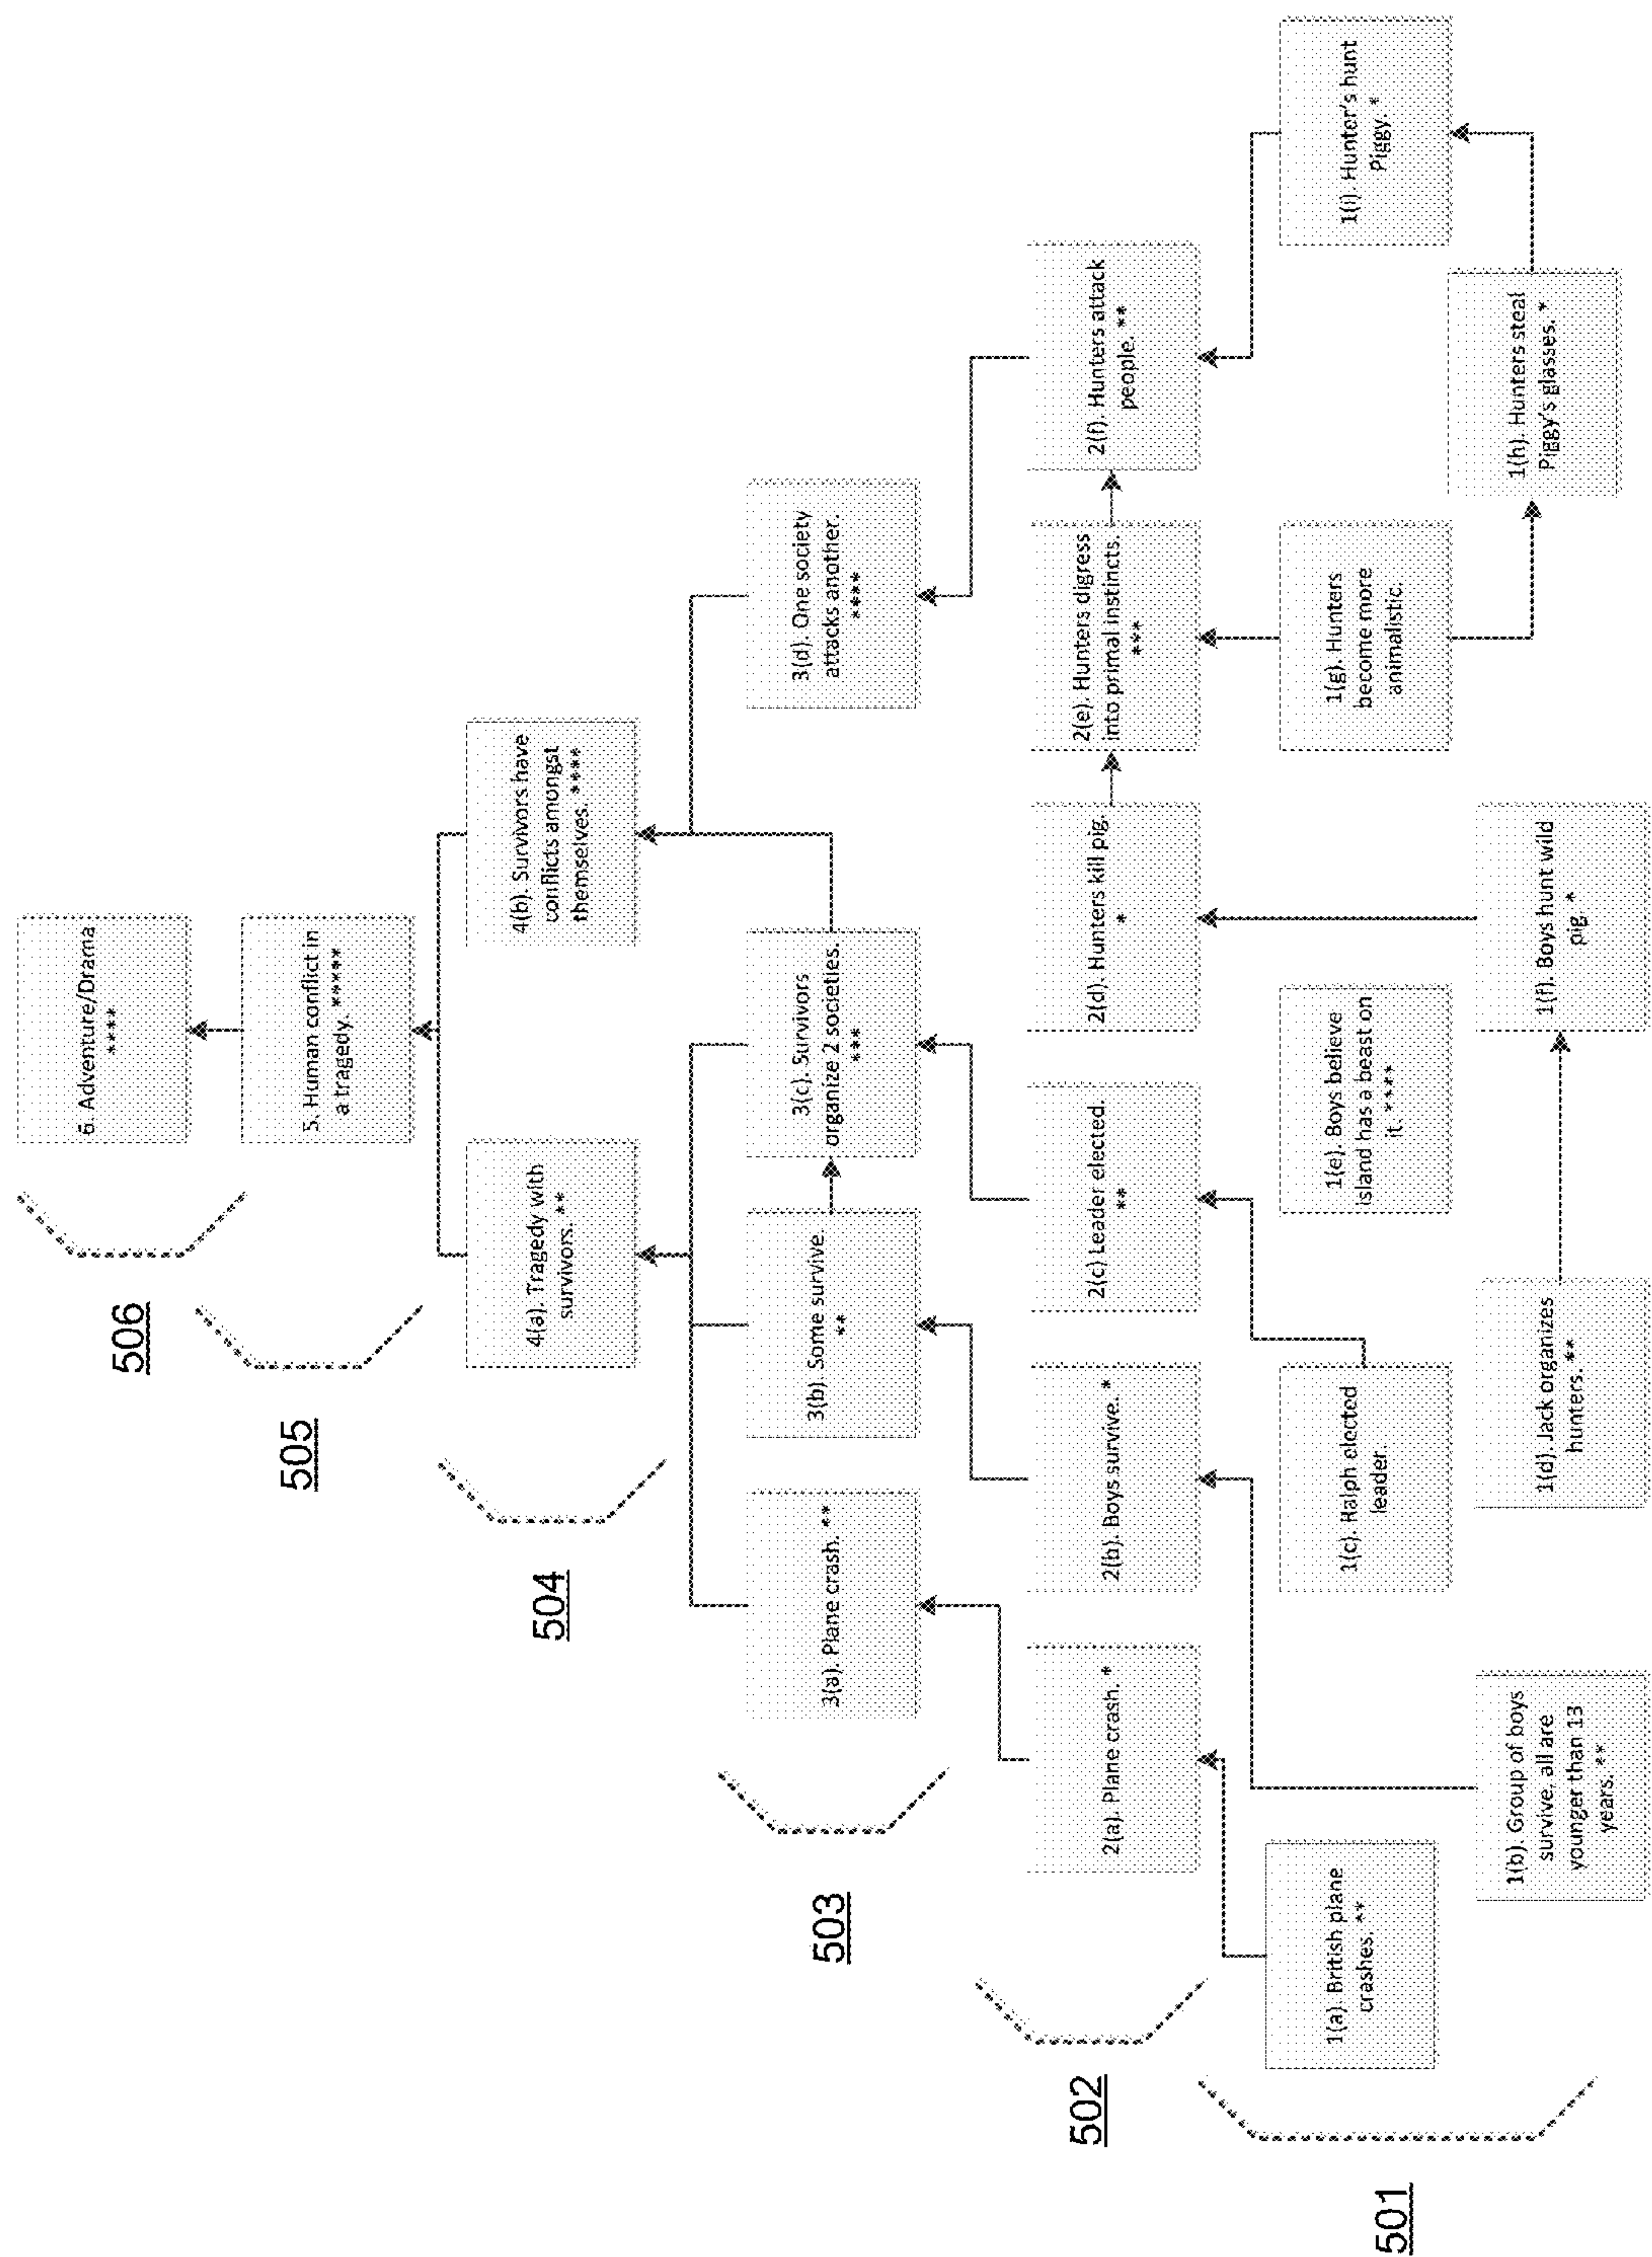 6. Adventure/Drama
****
506
5. Human conflict in
a tragedy. *****
505
4(a). Tragedy with
survivors. **
4(b). Survivors have
conflicts amongst
themselves. ****
504
3(a). Plane crash. **
3(b). Some survive.
**
3(c). Survivors
organize 2 societies.
***
3(d). One society
attacks another.
****
503
2(a). Plane crash. *
2(b). Boys survive. *
2(c) Leader elected.
**
2(d). Hunters kill pig.
*
2(e). Hunters digress
into primal instincts.
***
2(f). Hunters attack
people. **
502
1(a). British plane
crashes. **
1(c). Ralph elected
leader.
1(e). Boys believe
island has a beast on
it. ****
1(g). Hunters
become more
animalistic.
1(i). Hunter's hunt
Piggy. *
1(b). Group of boys
survive, all are
younger than 13
years. **
1(d). Jack organizes
hunters. **
1(f). Boys hunt wild
pig. *
1(h). Hunters steal
Piggy's glasses. *
501